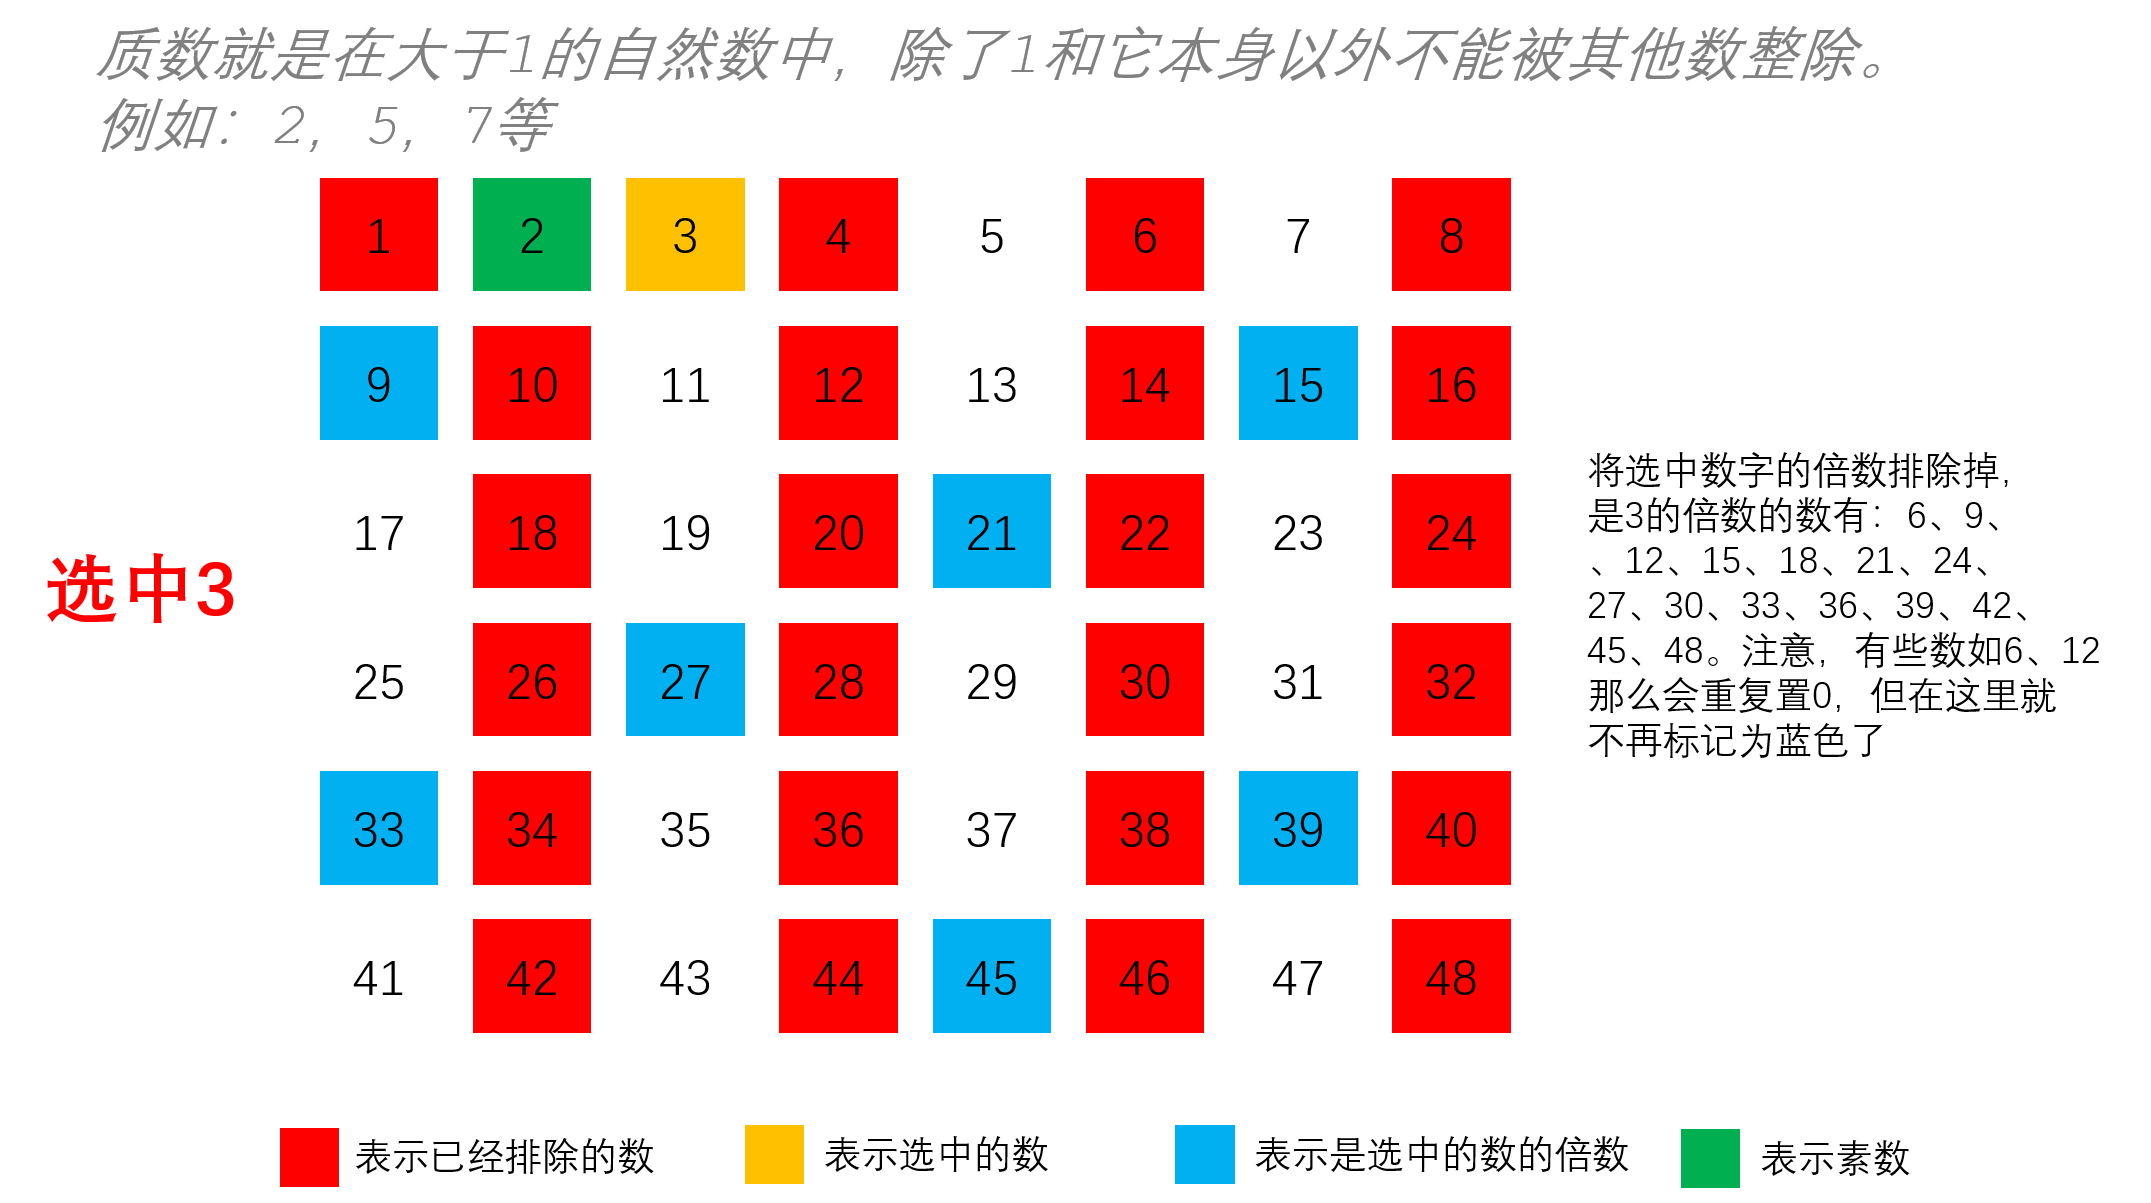 质数就是在大于1的自然数中，除了1和它本身以外不能被其他数整除。
例如：2，5，7等
1 2 3 4 5 6 7 8
9 10 11 12 13 14 15 16
17 18 19 20 21 22 23 24
25 26 27 28 29 30 31 32
33 34 35 36 37 38 39 40
41 42 43 44 45 46 47 48
选中3
将选中数字的倍数排除掉，
是3的倍数的数有：6、9、
、12、15、18、21、24、
27、30、33、36、39、42、
45、48。注意，有些数如6、12
那么会重复置0，但在这里就
不再标记为蓝色了
表示已经排除的数
表示选中的数
表示是选中的数的倍数
表示素数